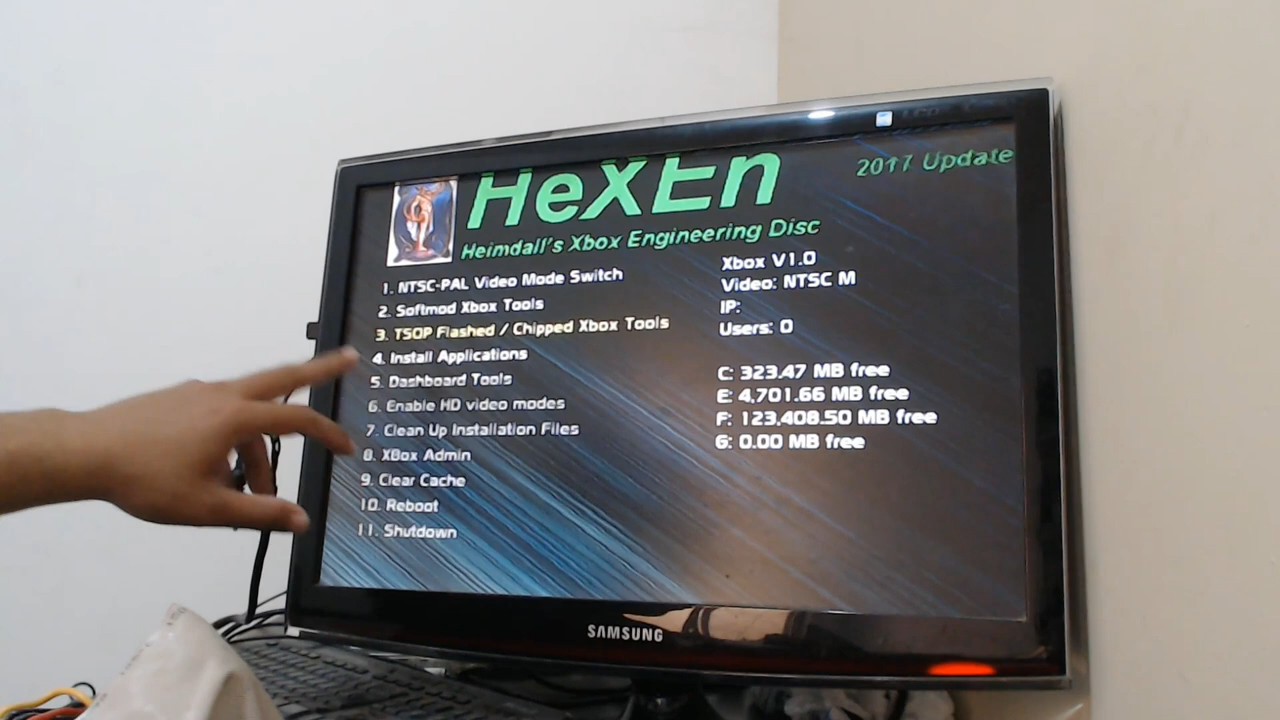 HeXEn
2017 Update
Heimdall's Xbox Engineering Disc
1. NTSC-PAL Video Mode Switch
2. Softmod Xbox Tools
3. TSOP Flashed / Chipped Xbox Tools
4. Install Applications
5. Dashboard Tools
6. Enable HD video modes
7. Clean Up Installation Files
8. XBox Admin
9. Clear Cache
10. Reboot
11. Shutdown
Xbox V1.0
Video: NTSC M
IP:
Users: 0
C: 323.47 MB free
E: 4,701.66 MB free
F: 123,408.50 MB free
G: 0.00 MB free
SAMSUNG